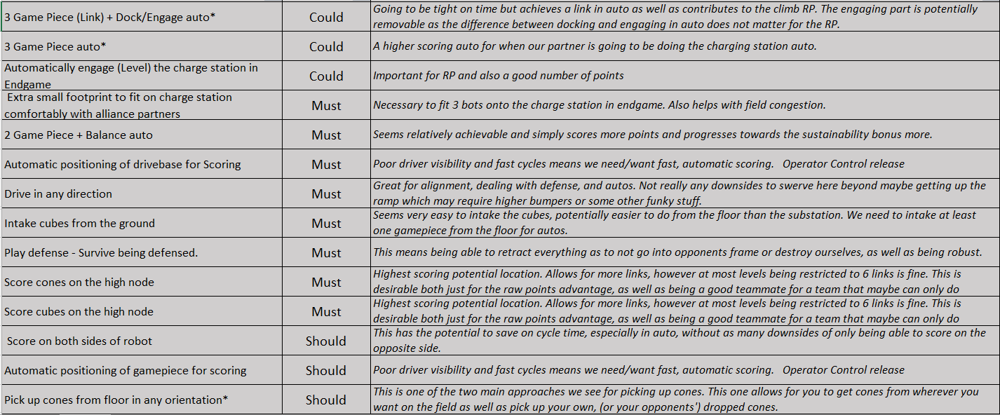 3 Game Piece (Link) + Dock/Engage auto*
Could
Going to be tight on time but achieves a link in auto as well as contributes to the climb RP. The engaging part is potentially
removable as the difference between docking and engaging in auto does not matter for the RP.
3 Game Piece auto*
Could
A higher scoring auto for when our partner is going to be doing the charging station auto.
Automatically engage (Level) the charge station in
Endgame
Could
Important for RP and also a good number of points
Extra small footprint to fit on charge station
comfortably with alliance partners
Must
Necessary to fit 3 bots onto the charge station in endgame. Also helps with field congestion.
2 Game Piece + Balance auto
Must
Seems relatively achievable and simply scores more points and progresses towards the sustainability bonus more.
Automatic positioning of drivebase for Scoring
Must
Poor driver visibility and fast cycles means we need/want fast, automatic scoring.   Operator Control release
Drive in any direction
Must
Great for alignment, dealing with defense, and autos. Not really any downsides to swerve here beyond maybe getting up the
ramp which may require higher bumpers or some other funky stuff.
Intake cubes from the ground
Must
Seems very easy to intake the cubes, potentially easier to do from the floor than the substation. We need to intake at least
one gamepiece from the floor for autos.
Play defense - Survive being defensed.
Must
This means being able to retract everything as to not go into opponents frame or destroy ourselves, as well as being robust.
Score cones on the high node
Must
Highest scoring potential location. Allows for more links, however at most levels being restricted to 6 links is fine. This is
desirable both just for the raw points advantage, as well as being a good teammate for a team that maybe can only do
Score cubes on the high node
Must
Highest scoring potential location. Allows for more links, however at most levels being restricted to 6 links is fine. This is
desirable both just for the raw points advantage, as well as being a good teammate for a team that maybe can only do
Score on both sides of robot
Should
This has the potential to save on cycle time, especially in auto, without as many downsides of only being able to score on the
opposite side.
Automatic positioning of gamepiece for scoring
Should
Poor driver visibility and fast cycles means we need/want fast, automatic scoring.   Operator Control release
Pick up cones from floor in any orientation*
Should
This is one of the two main approaches we see for picking up cones. This one allows for you to get cones from wherever you
want on the field as well as pick up your own, (or your opponents') dropped cones.